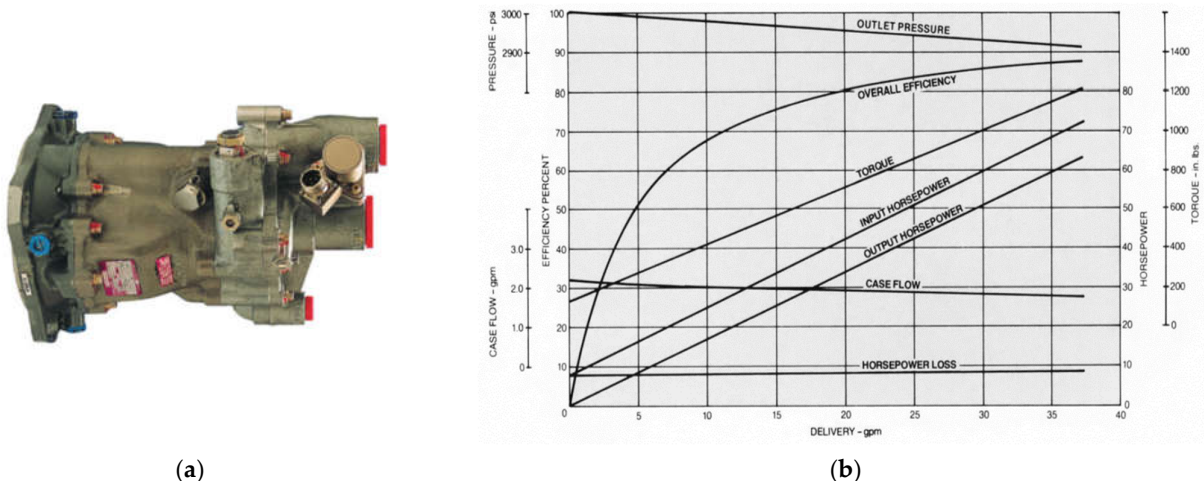 PRESSURE – psi
3000
2900
CASE FLOW – gpm
3.0
2.0
1.0
0
EFFICIENCY PERCENT
100
90
80
70
60
50
40
30
20
10
0
OUTLET PRESSURE
OVERALL EFFICIENCY
TORQUE
INPUT HORSEPOWER
OUTPUT HORSEPOWER
CASE FLOW
HORSEPOWER LOSS
5
10
15
20
25
30
35
40
DELIVERY – gpm
80
70
60
50
40
30
20
10
0
HORSEPOWER
1400
1200
1000
800
600
400
200
0
TORQUE – in. lbs.
(a)
(b)